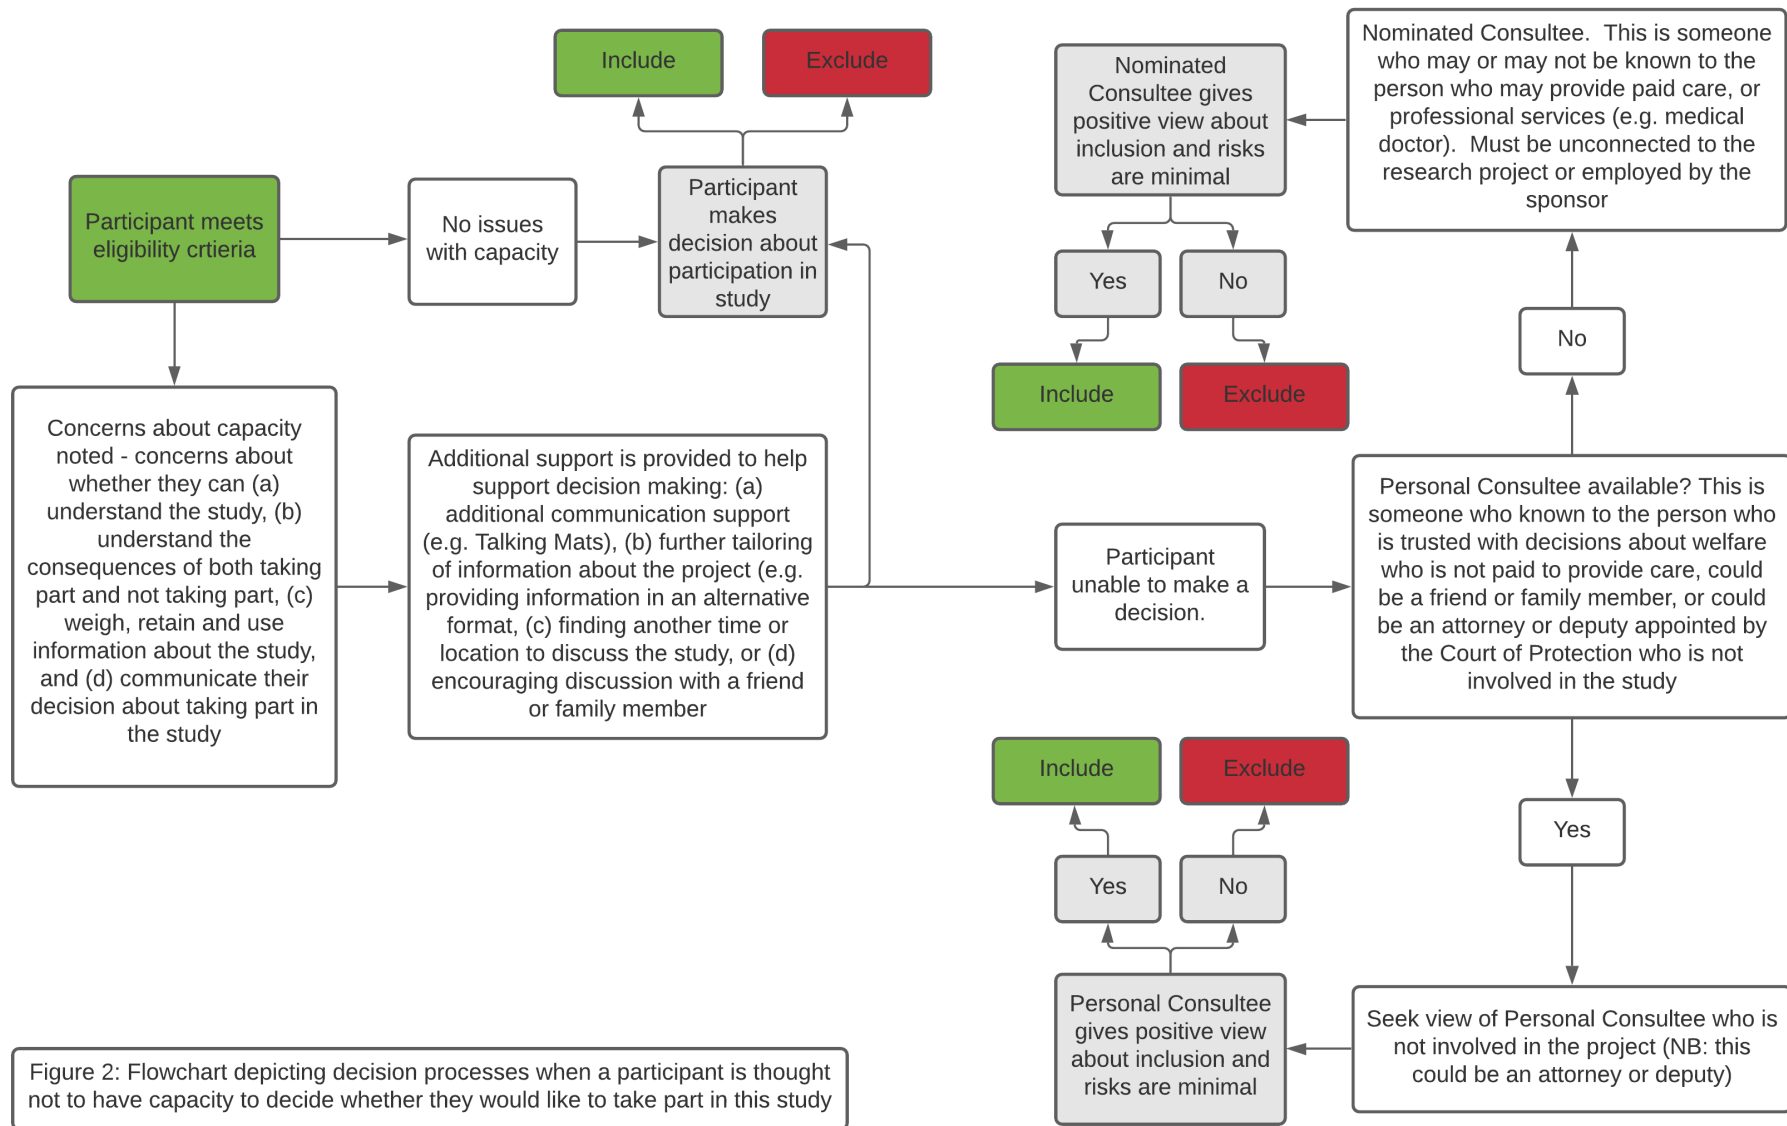 Include
Exclude
Participant meets
eligibility crtieria
No issues
with capacity
Participant
makes
decision about
participation in
study
Concerns about capacity
noted - concerns about
whether they can (a)
understand the study, (b)
understand the
consequences of both taking
part and not taking part, (c)
weigh, retain and use
information about the study,
and (d) communicate their
decision about taking part in
the study
Additional support is provided to help
support decision making: (a)
additional communication support
(e.g. Talking Mats), (b) further tailoring
of information about the project (e.g.
providing information in an alternative
format, (c) finding another time or
location to discuss the study, or (d)
encouraging discussion with a friend
or family member
Participant
unable to make a
decision.
Personal Consultee available? This is
someone who known to the person who
is trusted with decisions about welfare
who is not paid to provide care, could
be a friend or family member, or could
be an attorney or deputy appointed by
the Court of Protection who is not
involved in the study
No
Nominated Consultee.  This is someone
who may or may not be known to the
person who may provide paid care, or
professional services (e.g. medical
doctor).  Must be unconnected to the
research project or employed by the
sponsor
Nominated
Consultee gives
positive view about
inclusion and risks
are minimal
Yes
No
Include
Exclude
Yes
Seek view of Personal Consultee who is
not involved in the project (NB: this
could be an attorney or deputy)
Personal Consultee
gives positive view
about inclusion and
risks are minimal
Yes
No
Include
Exclude
Figure 2: Flowchart depicting decision processes when a participant is thought
not to have capacity to decide whether they would like to take part in this study